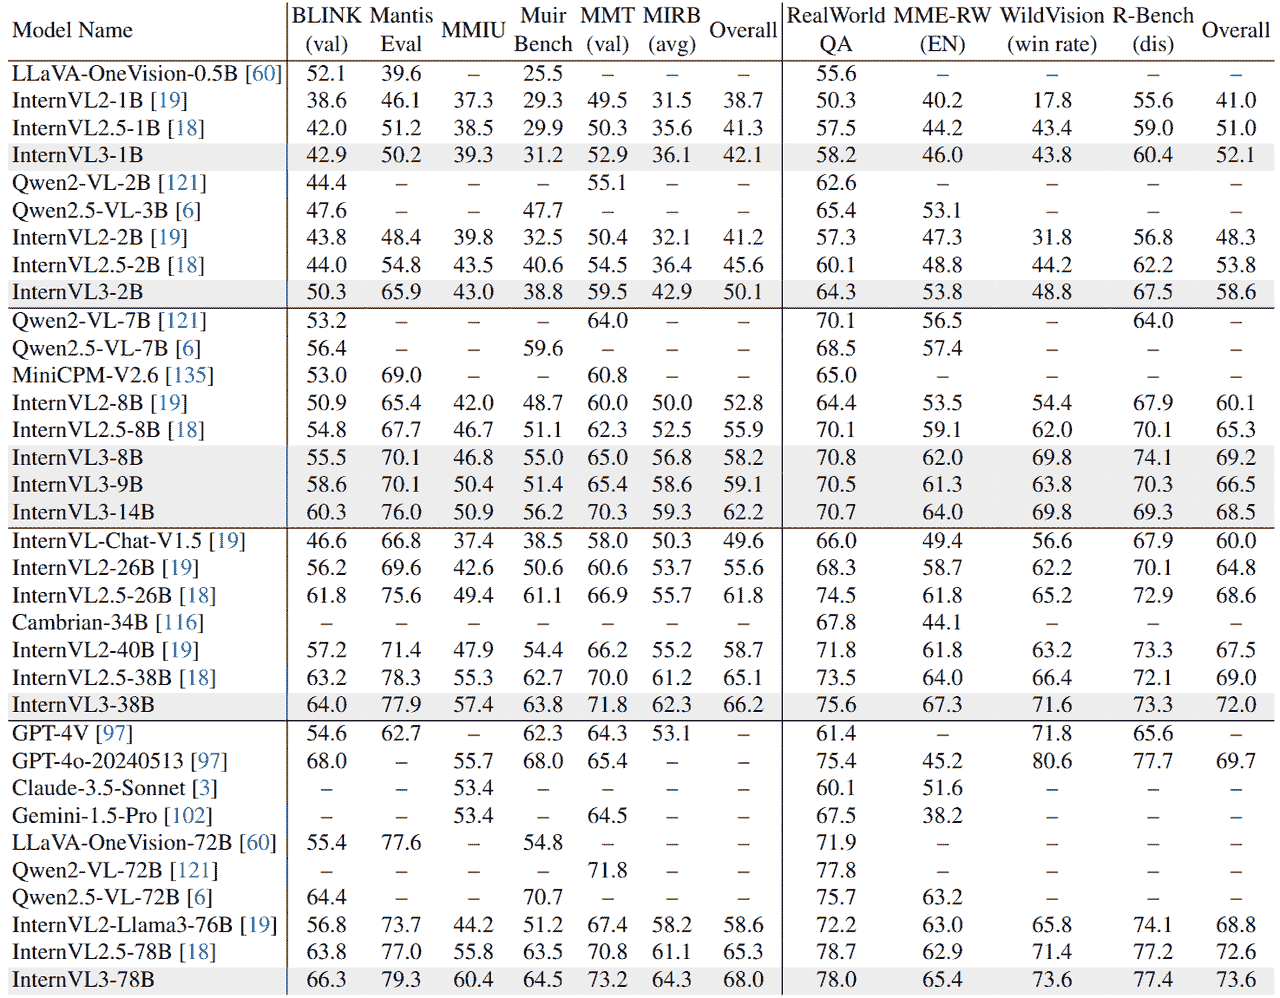 Model Name BLINK (val) Mantis Eval MMIU Muir Bench MMT (val) MIRB (avg) Overall RealWorld QA MME-RW (EN) WildVision (win rate) R-Bench (dis) Overall
LLaVA-OneVision-0.5B [60] 52.1 39.6 – 25.5 – – – 55.6 – – – –
InternVL2-1B [19] 38.6 46.1 37.3 29.3 49.5 31.5 38.7 50.3 40.2 17.8 55.6 41.0
InternVL2.5-1B [18] 42.0 51.2 38.5 29.9 50.3 35.6 41.3 57.5 44.2 43.4 59.0 51.0
InternVL3-1B 42.9 50.2 39.3 31.2 52.9 36.1 42.1 58.2 46.0 43.8 60.4 52.1
Qwen2-VL-2B [121] 44.4 – – – 55.1 – – 62.6 – – – –
Qwen2.5-VL-3B [6] 47.6 – – 47.7 – – – 65.4 53.1 – – –
InternVL2-2B [19] 43.8 48.4 39.8 32.5 50.4 32.1 41.2 57.3 47.3 31.8 56.8 48.3
InternVL2.5-2B [18] 44.0 54.8 43.5 40.6 54.5 36.4 45.6 60.1 48.8 44.2 62.2 53.8
InternVL3-2B 50.3 65.9 43.0 38.8 59.5 42.9 50.1 64.3 53.8 48.8 67.5 58.6
Qwen2-VL-7B [121] 53.2 – – – 64.0 – – 70.1 56.5 – 64.0 –
Qwen2.5-VL-7B [6] 56.4 – – 59.6 – – – 68.5 57.4 – – –
MiniCPM-V2.6 [135] 53.0 69.0 – – 60.8 – – 65.0 – – – –
InternVL2-8B [19] 50.9 65.4 42.0 48.7 60.0 50.0 52.8 64.4 53.5 54.4 67.9 60.1
InternVL2.5-8B [18] 54.8 67.7 46.7 51.1 62.3 52.5 55.9 70.1 59.1 62.0 70.1 65.3
InternVL3-8B 55.5 70.1 46.8 55.0 65.0 56.8 58.2 70.8 62.0 69.8 74.1 69.2
InternVL3-9B 58.6 70.1 50.4 51.4 65.4 58.6 59.1 70.5 61.3 63.8 70.3 66.5
InternVL3-14B 60.3 76.0 50.9 56.2 70.3 59.3 62.2 70.7 64.0 69.8 69.3 68.5
InternVL-Chat-V1.5 [19] 46.6 66.8 37.4 38.5 58.0 50.3 49.6 66.0 49.4 56.6 67.9 60.0
InternVL2-26B [19] 56.2 69.6 42.6 50.6 60.6 53.7 55.6 68.3 58.7 62.2 70.1 64.8
InternVL2.5-26B [18] 61.8 75.6 49.4 61.1 66.9 55.7 61.8 74.5 61.8 65.2 72.9 68.6
Cambrian-34B [116] – – – – – – – 67.8 44.1 – – –
InternVL2-40B [19] 57.2 71.4 47.9 54.4 66.2 55.2 58.7 71.8 61.8 63.2 73.3 67.5
InternVL2.5-38B [18] 63.2 78.3 55.3 62.7 70.0 61.2 65.1 73.5 64.0 66.4 72.1 69.0
InternVL3-38B 64.0 77.9 57.4 63.8 71.8 62.3 66.2 75.6 67.3 71.6 73.3 72.0
GPT-4V [97] 54.6 62.7 – 62.3 64.3 53.1 – 61.4 – 71.8 65.6 –
GPT-4o-20240513 [97] 68.0 – 55.7 68.0 65.4 – – 75.4 45.2 80.6 77.7 69.7
Claude-3.5-Sonnet [3] – – 53.4 – – – – 60.1 51.6 – – –
Gemini-1.5-Pro [102] – – 53.4 – 64.5 – – 67.5 38.2 – – –
LLaVA-OneVision-72B [60] 55.4 77.6 – 54.8 – – – 71.9 – – – –
Qwen2-VL-72B [121] – – – – 71.8 – – 77.8 – – – –
Qwen2.5-VL-72B [6] 64.4 – – 70.7 – – – 75.7 63.2 – – –
InternVL2-Llama3-76B [19] 56.8 73.7 44.2 51.2 67.4 58.2 58.6 72.2 63.0 65.8 74.1 68.8
InternVL2.5-78B [18] 63.8 77.0 55.8 63.5 70.8 61.1 65.3 78.7 62.9 71.4 77.2 72.6
InternVL3-78B 66.3 79.3 60.4 64.5 73.2 64.3 68.0 78.0 65.4 73.6 77.4 73.6